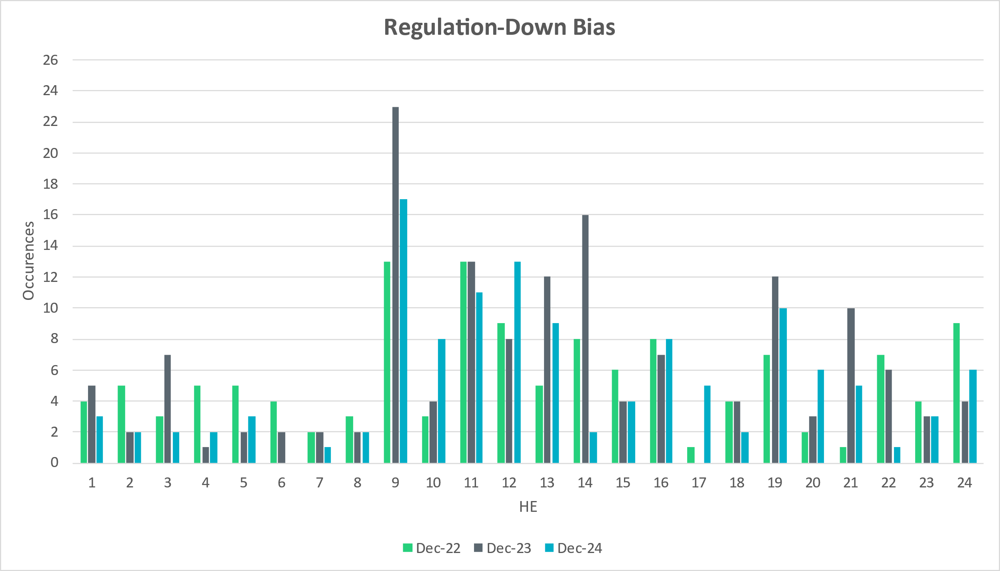 Regulation-Down Bias
26
24
22
20
18
16
14
12
10
8
6
4
2
0
Occurences
1 2 3 4 5 6 7 8 9 10 11 12 13 14 15 16 17 18 19 20 21 22 23 24
HE
Dec-22 Dec-23 Dec-24